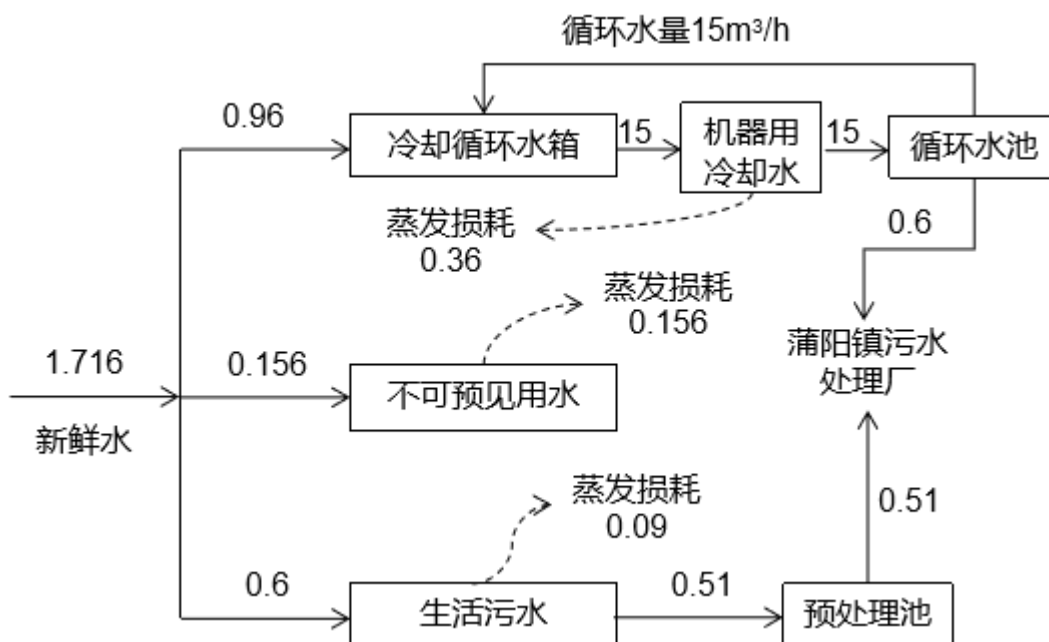 循环水量15m³/h
0.96
冷却循环水箱
15
机器用
冷却水
15
循环水池
蒸发损耗
0.36
0.6
蒸发损耗
0.156
1.716
新鲜水
0.156
不可预见用水
蒲阳镇污水
处理厂
蒸发损耗
0.09
0.51
0.6
生活污水
0.51
预处理池